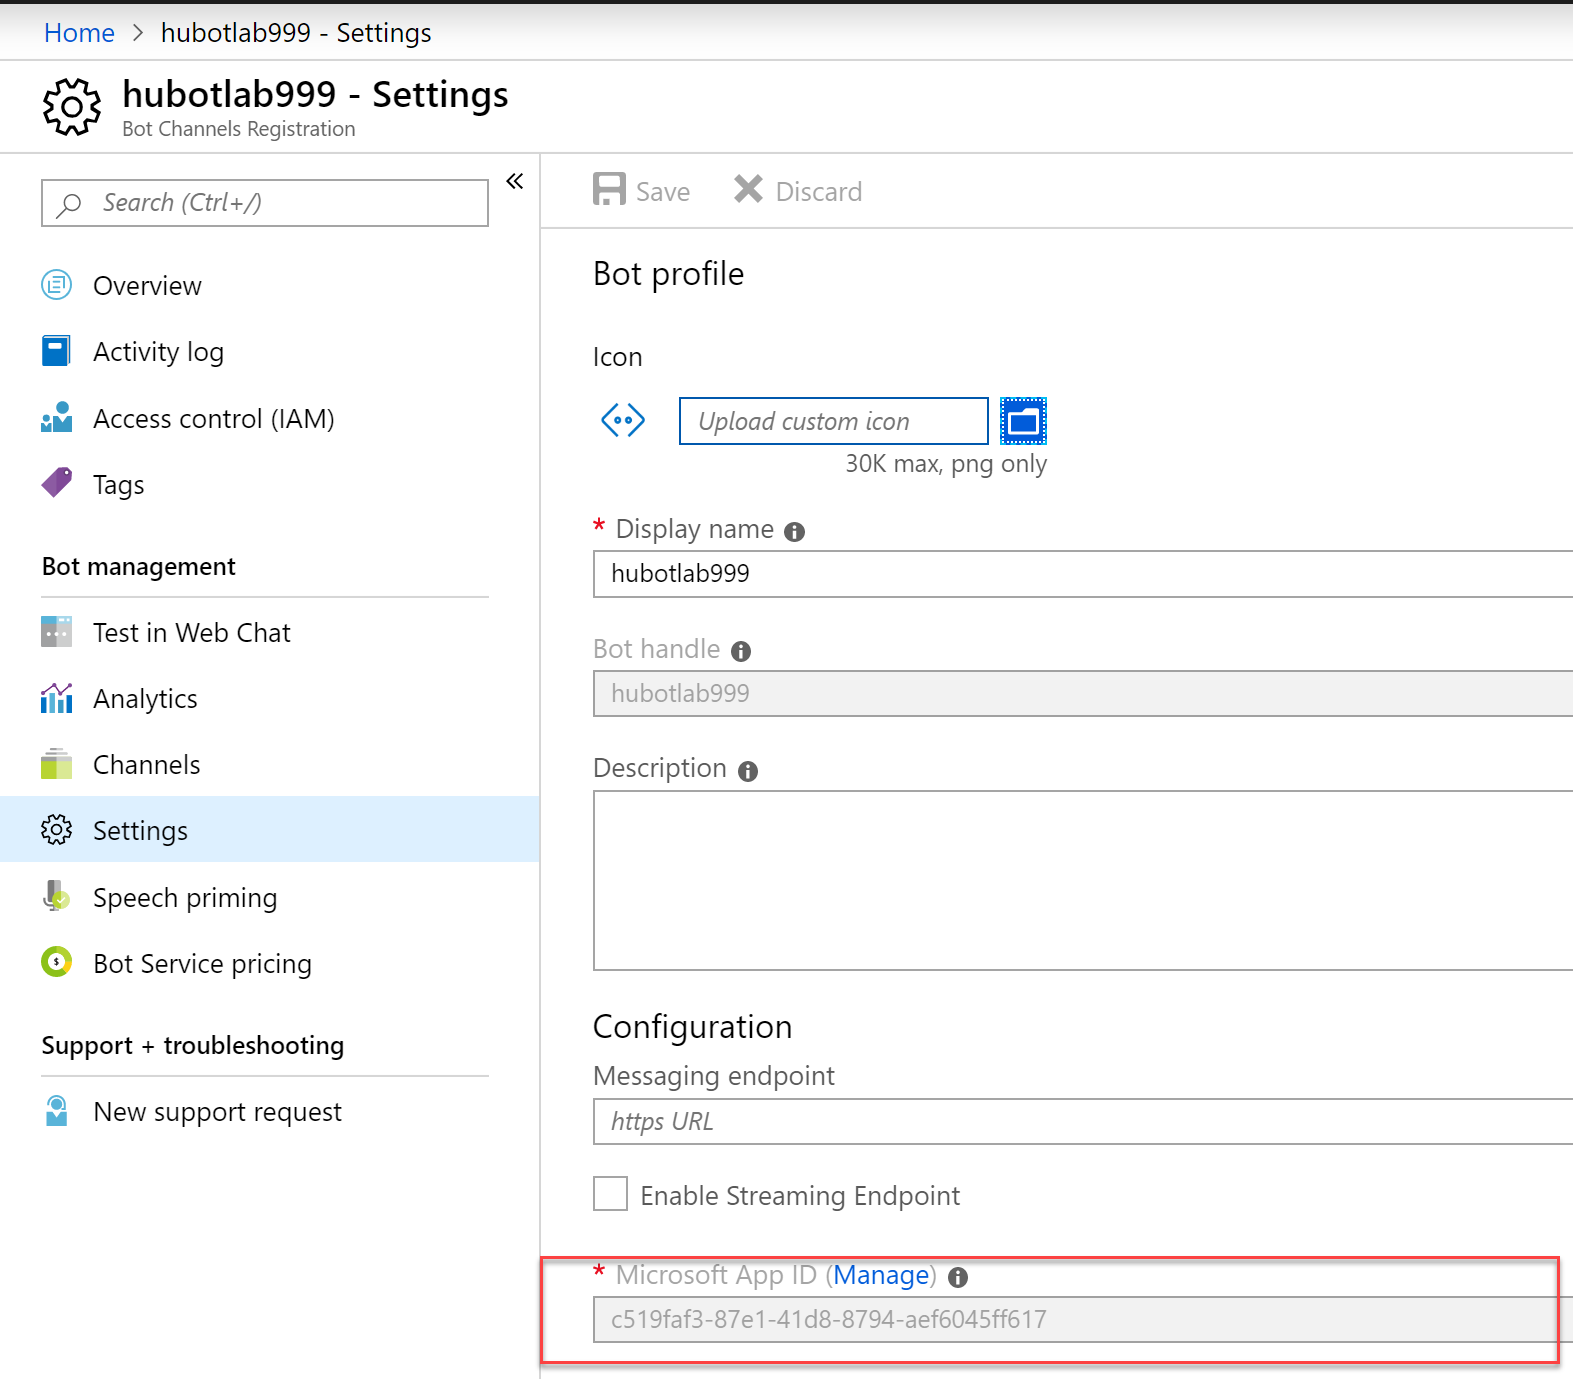 Home > hubotlab999 - Settings
hubotlab999 - Settings
Bot Channels Registration
Search (Ctrl+/)
«
Overview
Activity log
Access control (IAM)
Tags
Bot management
Test in Web Chat
Analytics
Channels
Settings
Speech priming
Bot Service pricing
Support + troubleshooting
New support request
Save Discard
Bot profile
Icon
Upload custom icon
30K max, png only
* Display name
hubotlab999
Bot handle
hubotlab999
Description
Configuration
Messaging endpoint
https URL
Enable Streaming Endpoint
* Microsoft App ID (Manage)
c519faf3-87e1-41d8-8794-aef6045ff617